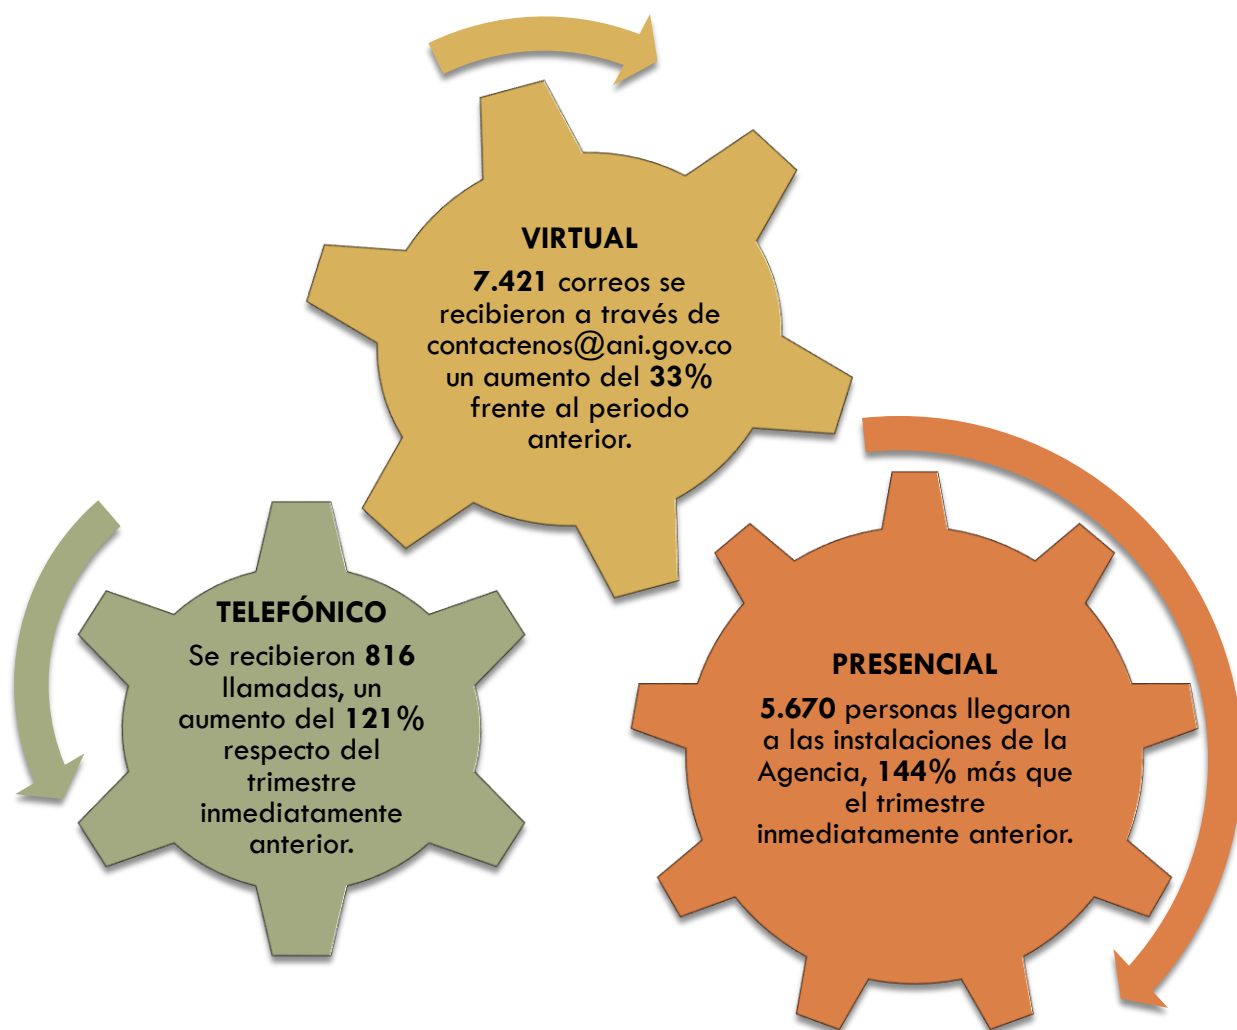 VIRTUAL
7.421 correos se
recibieron a través de
contactenos@ani.gov.co
un aumento del 33%
frente al periodo
anterior.
TELEFÓNICO
Se recibieron 816
llamadas, un
aumento del 121%
respecto del
trimestre
inmediatamente
anterior.
PRESENCIAL
5.670 personas llegaron
a las instalaciones de la
Agencia, 144% más que
el trimestre
inmediatamente anterior.